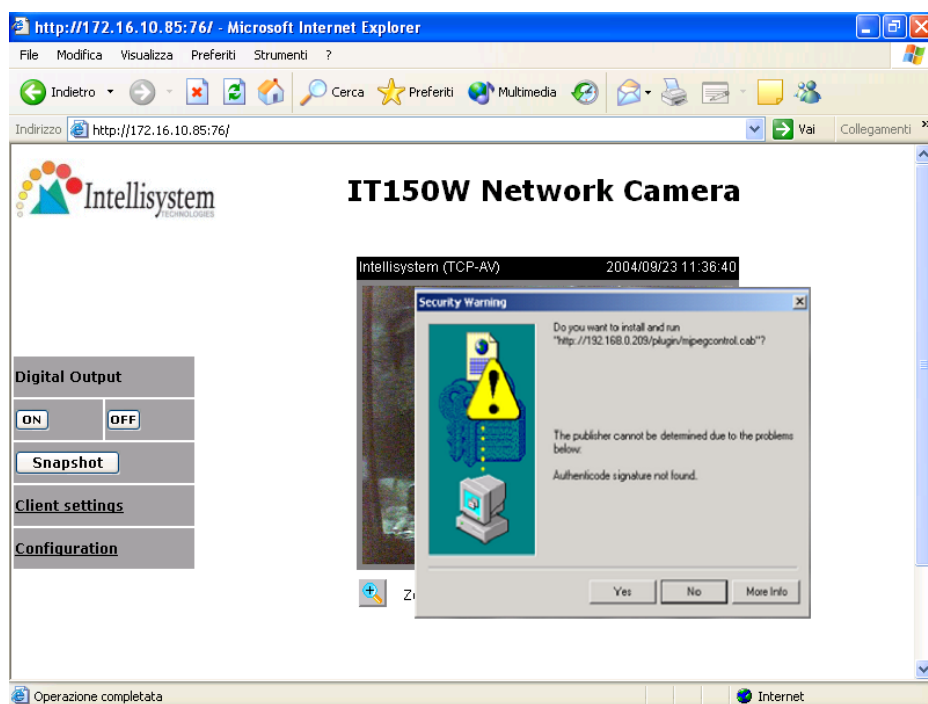 http://172.16.10.85:76/ - Microsoft Internet Explorer
File Modifica Visualizza Preferiti Strumenti ?
Indietro Cerca Preferiti Multimedia
Indirizzo http://172.16.10.85:76/ Vai Collegamenti »
Intellisystem
TECHNOLOGIES
IT150W Network Camera
Intellisystem (TCP-AV) 2004/09/23 11:36:40
Security Warning
Do you want to install and run
"http://192.168.0.209/plugin/mpegcontrol.cab"?
The publisher cannot be determined due to the problems
below:
Authenticode signature not found.
Yes No More Info
Digital Output
ON OFF
Snapshot
Client settings
Configuration
Operazione completata Internet